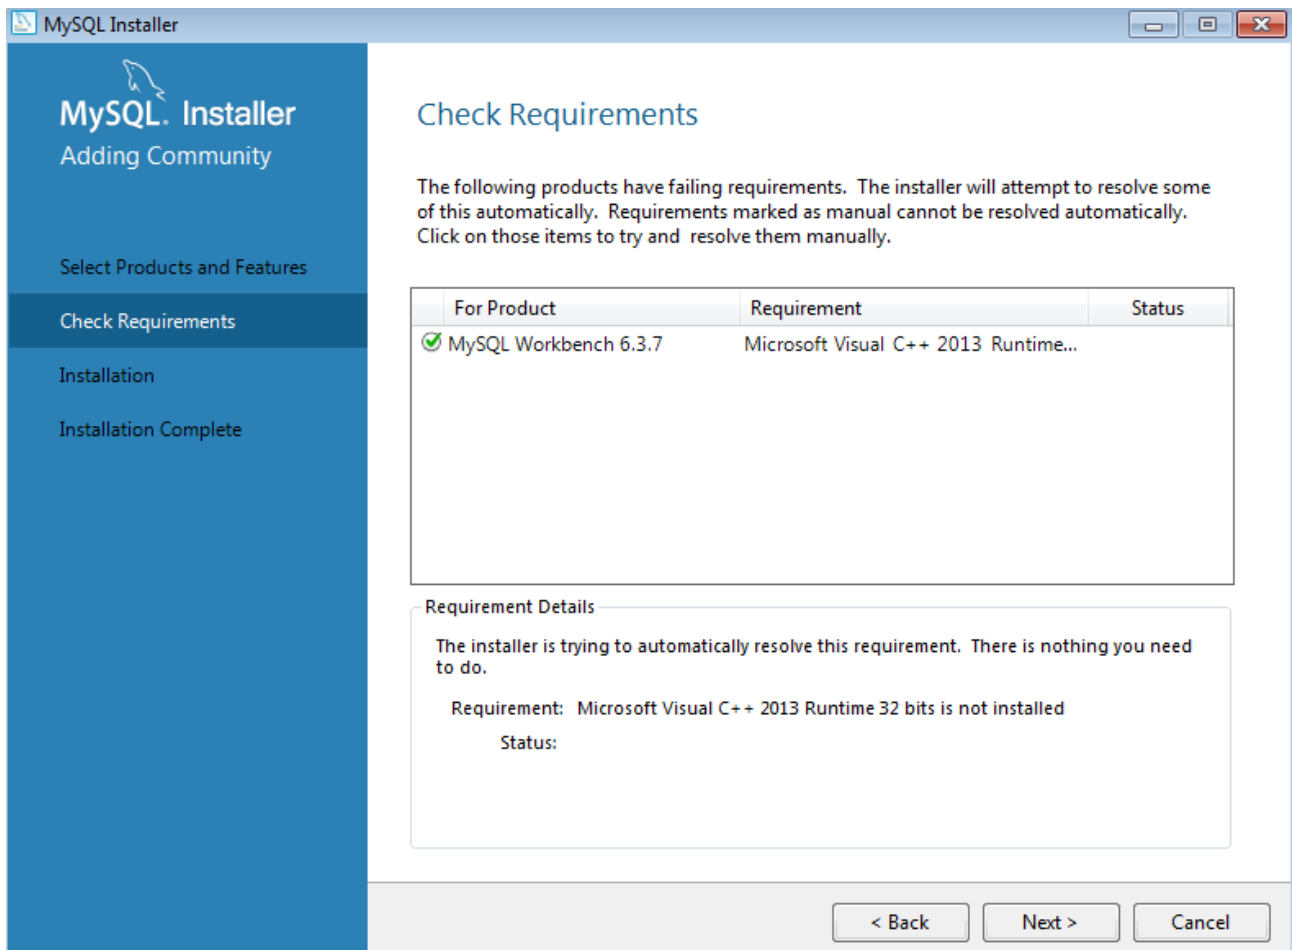 MySQL Installer
MySQL. Installer
Adding Community
Select Products and Features
Check Requirements
Installation
Installation Complete
Check Requirements
The following products have failing requirements.  The installer will attempt to resolve some
of this automatically.  Requirements marked as manual cannot be resolved automatically.
Click on those items to try and  resolve them manually.
For Product Requirement Status
MySQL Workbench 6.3.7 Microsoft Visual C++ 2013 Runtime...
Requirement Details
The installer is trying to automatically resolve this requirement.  There is nothing you need
to do.
Requirement: Microsoft Visual C++ 2013 Runtime 32 bits is not installed
Status:
< Back Next > Cancel